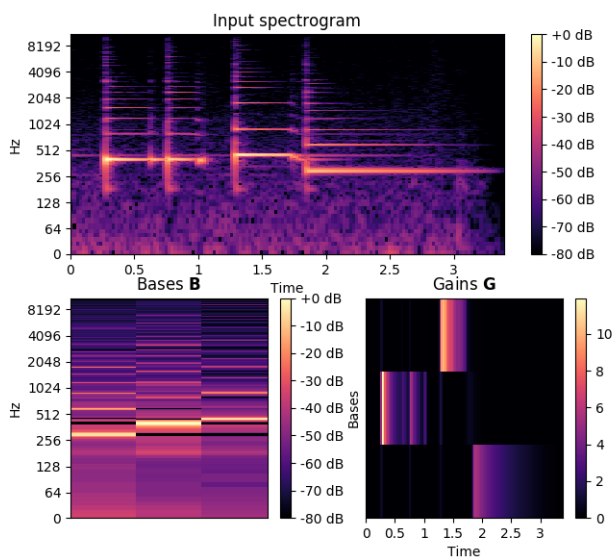 Input spectrogram
8192
4096
2048
1024
512
256
128
64
0
Hz
0 0.5 1 1.5 2 2.5 3
Time
+0 dB
-10 dB
-20 dB
-30 dB
-40 dB
-50 dB
-60 dB
-70 dB
-80 dB
Bases B
8192
4096
2048
1024
512
256
128
64
0
Hz
+0 dB
-10 dB
-20 dB
-30 dB
-40 dB
-50 dB
-60 dB
-70 dB
-80 dB
Gains G
Bases
0 0.5 1 1.5 2 2.5 3
Time
10
8
6
4
2
0